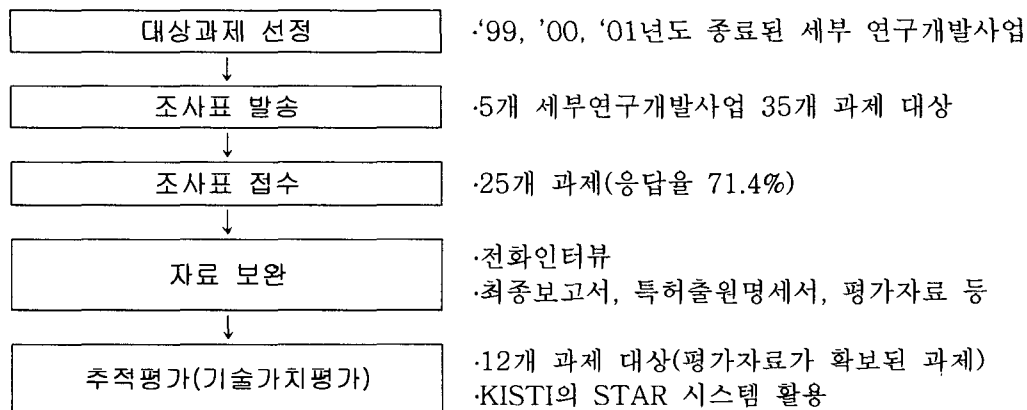 대상과제 선정
·‘99, ’00, ‘01년도 종료된 세부 연구개발사업
↓
조사표 발송
·5개 세부연구개발사업 35개 과제 대상
↓
조사표 접수
·25개 과제(응답율 71.4%)
↓
자료 보완
·전화인터뷰
·최종보고서, 특허출원명세서, 평가자료 등
↓
추적평가(기술가치평가)
·12개 과제 대상(평가자료가 확보된 과제)
·KISTI의 STAR 시스템 활용